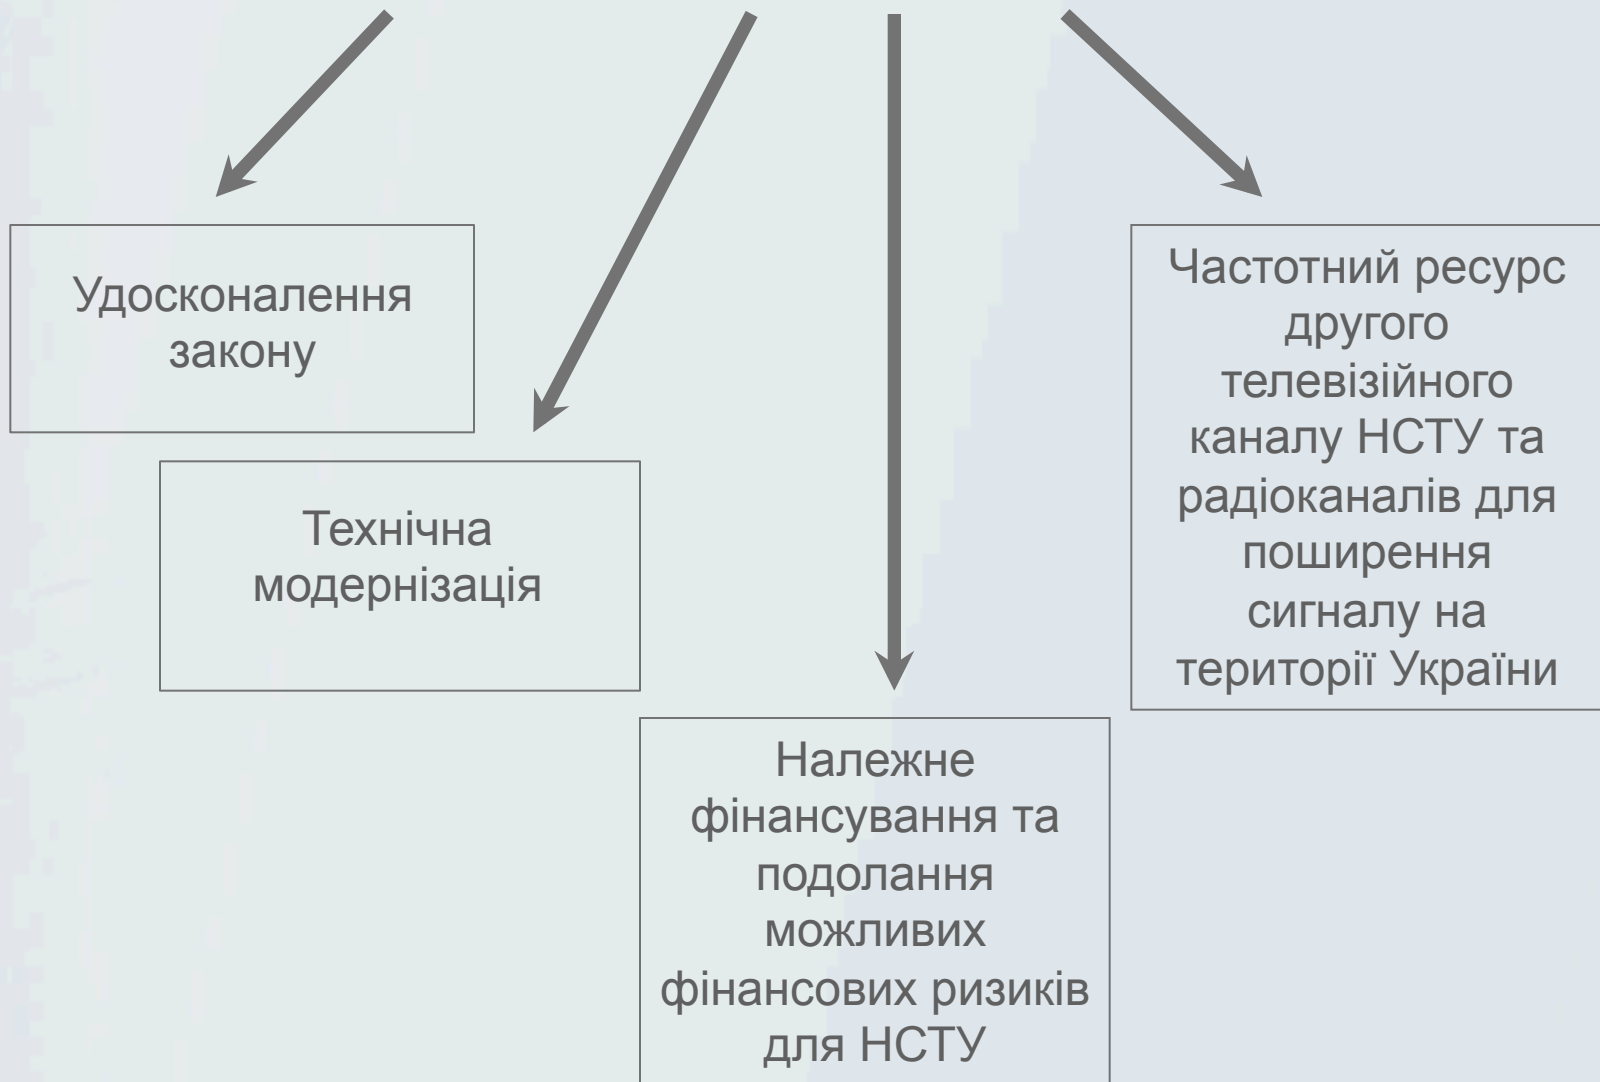 Удосконалення
закону
Технічна
модернізація
Належне
фінансування та
подолання
можливих
фінансових ризиків
для НСТУ
Частотний ресурс
другого
телевізійного
каналу НСТУ та
радіоканалів для
поширення
сигналу на
території України